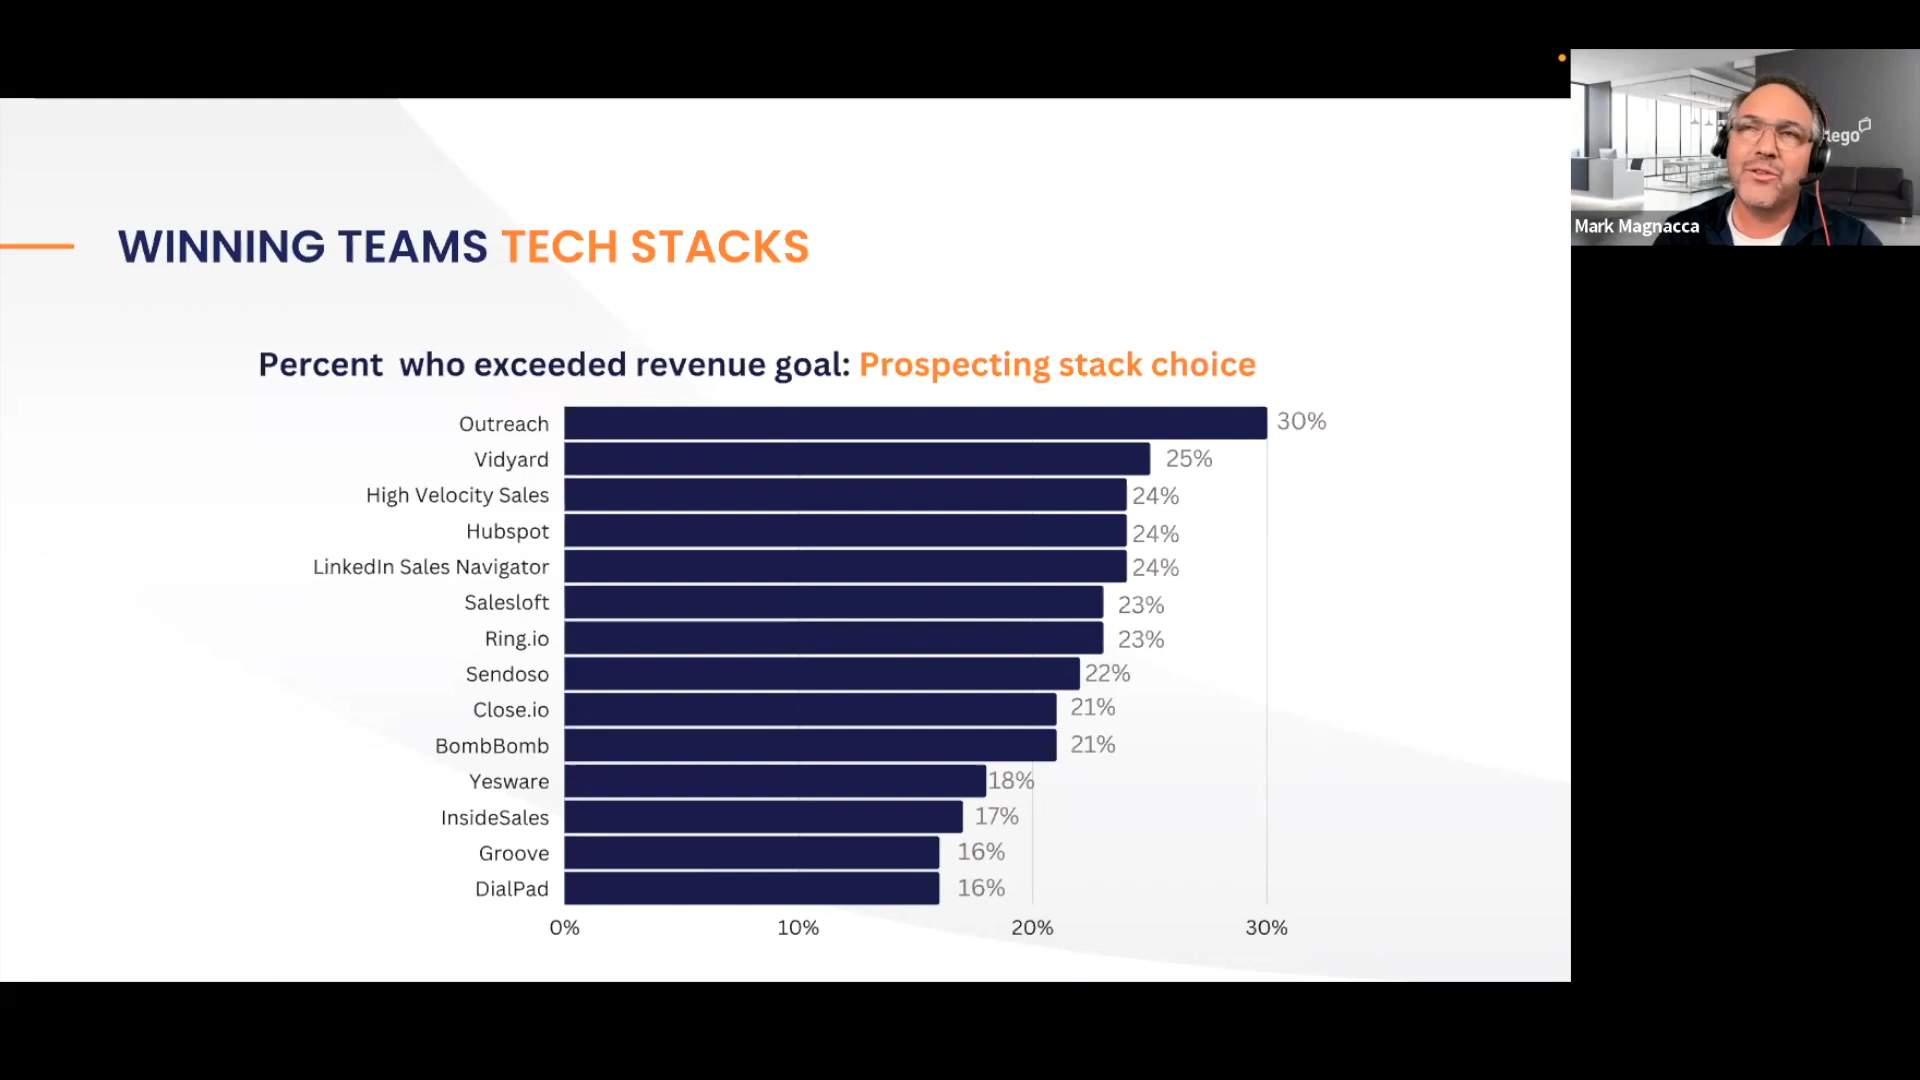 lego
Mark Magnacca
WINNING TEAMS TECH STACKS
Percent who exceeded revenue goal: Prospecting stack choice
Outreach 30%
Vidyard 25%
High Velocity Sales 24%
Hubspot 24%
LinkedIn Sales Navigator 24%
Salesloft 23%
Ring.io 23%
Sendoso 22%
Close.io 21%
BombBomb 21%
Yesware 18%
InsideSales 17%
Groove 16%
DialPad 16%
0% 10% 20% 30%